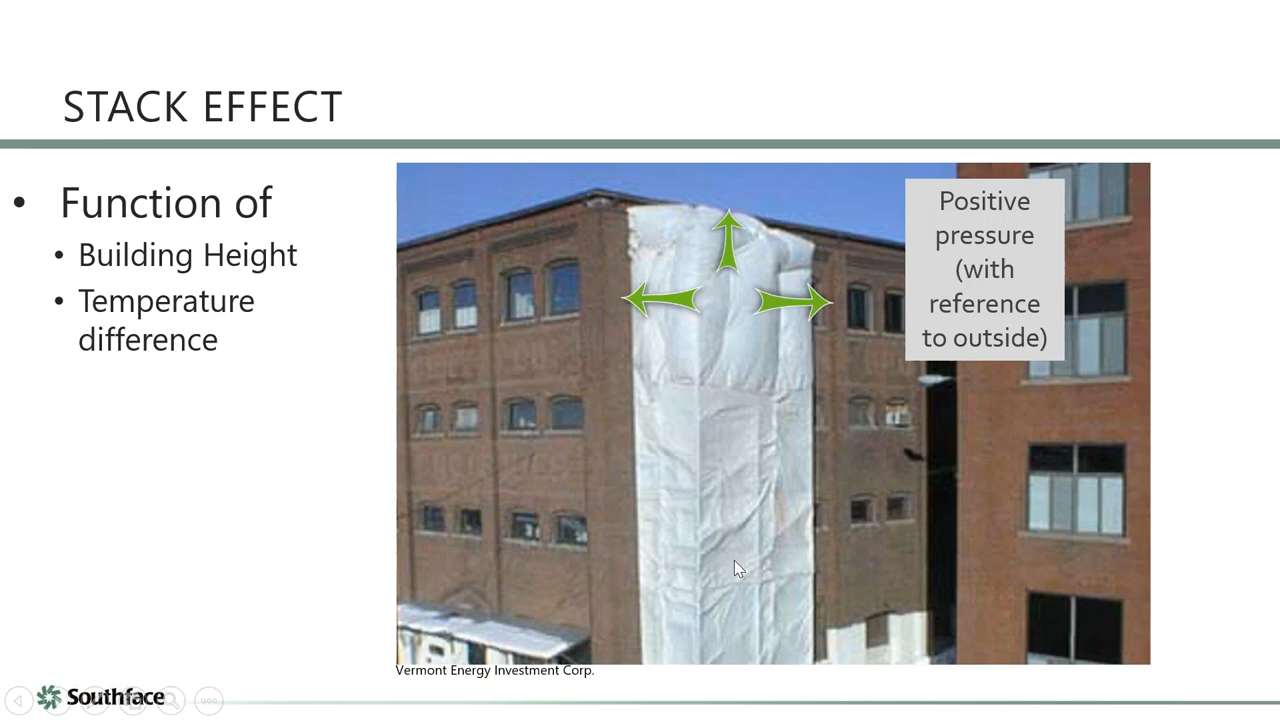 STACK EFFECT
• Function of
• Building Height
• Temperature
difference
Positive
pressure
(with
reference
to outside)
Vermont Energy Investment Corp.
Southface